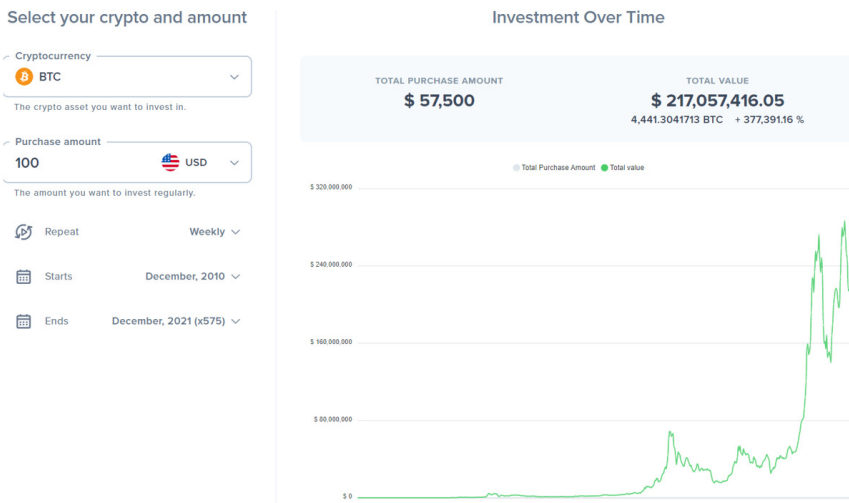 Select your crypto and amount
Cryptocurrency
BTC
The crypto asset you want to invest in.
Purchase amount
100 USD
The amount you want to invest regularly.
Repeat Weekly
Starts December, 2010
Ends December, 2021 (x575)
Investment Over Time
TOTAL PURCHASE AMOUNT
$ 57,500
TOTAL VALUE
$ 217,057,416.05
4,441.3041713 BTC + 377,391.16 %
Total Purchase Amount Total value
$ 320,000,000
$ 240,000,000
$ 160,000,000
$ 80,000,000
$ 0